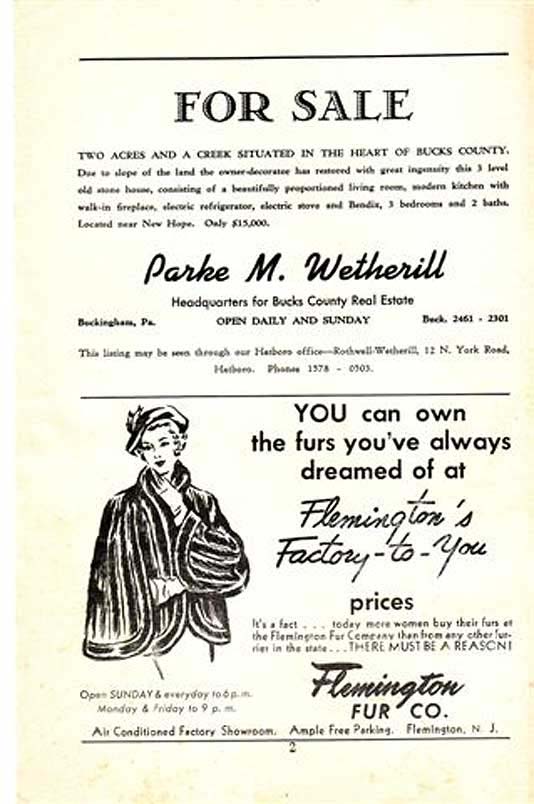 FOR SALE
TWO ACRES AND A CREEK SITUATED IN THE HEART OF BUCKS COUNTY.
Due to slope of the land the owner-decorator has restored with great ingenuity this 3 level
old stone house, consisting of a beautifully proportioned living room, modern kitchen with
walk-in fireplace, electric refrigerator, electric stove and Bendix, 3 bedrooms and 2 baths.
Located near New Hope. Only $15,000.
Parke M. Wetherill
Headquarters for Bucks County Real Estate
Buckingham, Pa. OPEN DAILY AND SUNDAY Buck. 2461 - 2301
This listing may be seen through our Hatboro office—Rothwell-Wetherill, 12 N. York Road,
Hatboro. Phones 1578 - 0503.
YOU can own
the furs you've always
dreamed of at
Flemington's
Factory-to-You
prices
It's a fact . . . today more women buy their furs at
the Flemington Fur Company than from any other fur-
rier in the state . . . THERE MUST BE A REASON!
Open SUNDAY & everyday to 6 p. m.
Monday & Friday to 9 p. m.
Flemington
FUR CO.
Air Conditioned Factory Showroom. Ample Free Parking. Flemington, N. J.
2